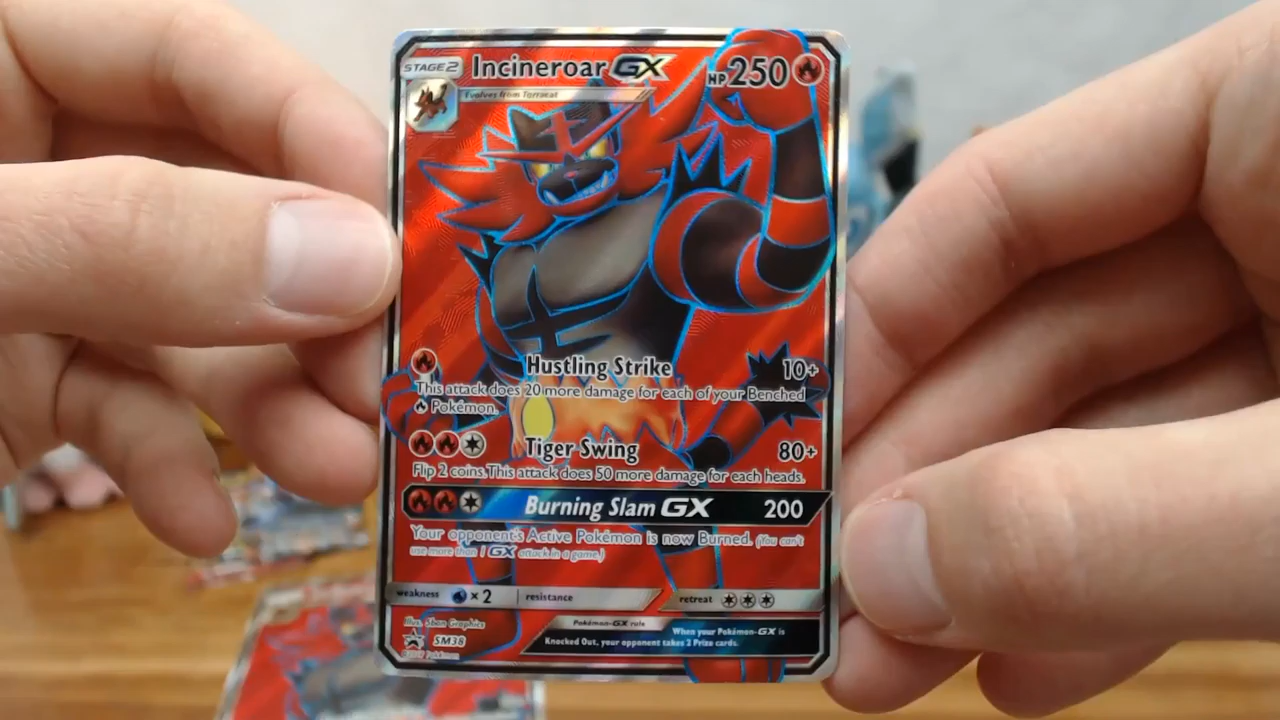 STAGE2 Incineroar GX HP250
Evolves from Torracat
Hustling Strike 10+
This attack does 20 more damage for each of your Benched
Pokémon.
Tiger Swing 80+
Flip 2 coins. This attack does 50 more damage for each heads.
Burning Slam GX 200
Your opponent's Active Pokémon is now Burned. (You can't
use more than 1 GX attack in a game.)
weakness ×2 resistance retreat
Illus. 5ban Graphics
Pokémon-GX rule
When your Pokémon-GX is
SM38
Knocked Out, your opponent takes 2 Prize cards.
©2017 Pokémon